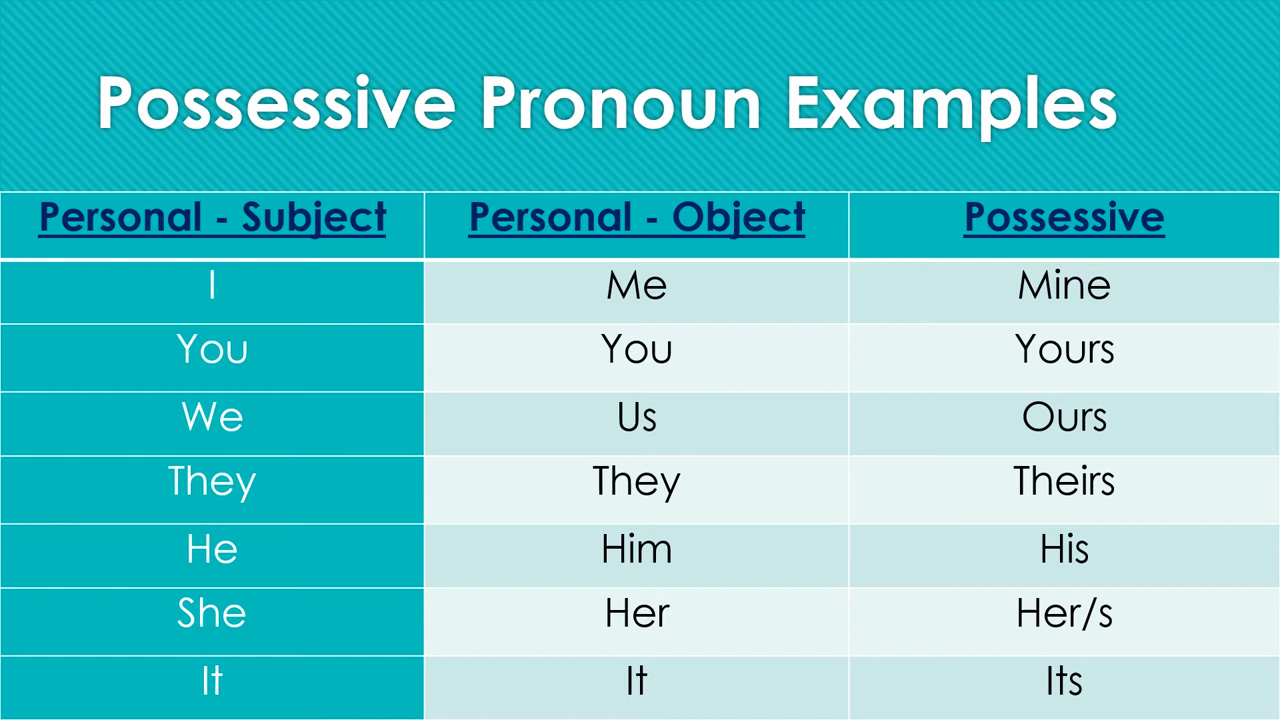 Possessive Pronoun Examples
Personal - Subject Personal - Object Possessive
I Me Mine
You You Yours
We Us Ours
They They Theirs
He Him His
She Her Her/s
It It Its